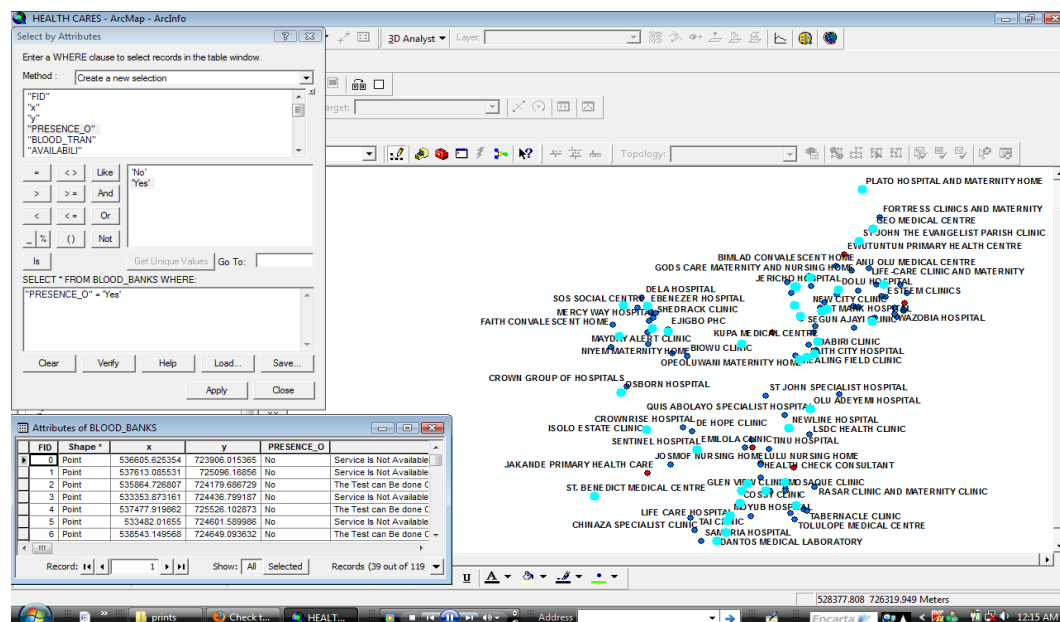 HEALTH CARES - ArcMap - ArcInfo
Select by Attributes
3D Analyst
Layer:
Enter a WHERE clause to select records in the table window.
Method :
Create a new selection
"FID"
"x"
"y"
"PRESENCE_O"
"BLOOD_TRAN"
"AVAILABILI"
arget:
Topology:
= <> Like
> >= And
< <= Or
_ % () Not
Is
'No'
'Yes'
Get Unique Values
Go To:
SELECT * FROM BLOOD_BANKS WHERE:
"PRESENCE_O" = 'Yes'
Clear
Verify
Help
Load...
Save...
Apply
Close
PLATO HOSPITAL AND MATERNITY HOME
FORTRESS CLINICS AND MATERNITY
GEO MEDICAL CENTRE
ST JOHN THE EVANGELIST PARISH CLINIC
EWUTUNTUN PRIMARY HEALTH CENTRE
BIMLAD CONVALESCENT HOME
ANU OLU MEDICAL CENTRE
GODS CARE MATERNITY AND NURSING HOME
LIFE-CARE CLINIC AND MATERNITY
JERICHO HOSPITAL
DOLU HOSPITAL
DELA HOSPITAL
ESTEEM CLINICS
SOS SOCIAL CENTRE
EBENEZER HOSPITAL
NEW CITY CLINIC
MERCY WAY HOSPITAL
SHEDRACK CLINIC
ST MARK HOSPITAL
FAITH CONVALESCENT HOME
EJIGBO PHC
SEGUN AJAYI CLINIC
WAZOBIA HOSPITAL
KUPA MEDICAL CENTRE
MAYDAY ALERT CLINIC
DABIRI CLINIC
NIYEM MATERNITY HOME
BIOWU CLINIC
FAITH CITY HOSPITAL
OPEOLUWANI MATERNITY HOME
HEALING FIELD CLINIC
CROWN GROUP OF HOSPITALS
OSBORN HOSPITAL
ST JOHN SPECIALIST HOSPITAL
OLU ADEYEMI HOSPITAL
QUIS ABOLAYO SPECIALIST HOSPITAL
CROWNRISE HOSPITAL
DE HOPE CLINIC
NEWLINE HOSPITAL
ISOLO ESTATE CLINIC
LSDC HEALTH CLINIC
SENTINEL HOSPITAL
EMILOLA CLINIC
TINU HOSPITAL
JOSMOF NURSING HOME
LULU NURSING HOME
JAKANDE PRIMARY HEALTH CARE
HEALTH CHECK CONSULTANT
GLEN VIEW CLINIC
MOSAQUE CLINIC
ST. BENEDICT MEDICAL CENTRE
COSSY CLINIC
RASAR CLINIC AND MATERNITY CLINIC
LIFE CARE HOSPITAL
TABERNACLE CLINIC
CHINAZA SPECIALIST CLINIC
TAI CLINIC
TOLULOPE MEDICAL CENTRE
SAMARIA HOSPITAL
DANTOS MEDICAL LABORATORY
Attributes of BLOOD_BANKS
FID Shape * x y PRESENCE_O
0 Point 536605.625354 723906.015365 No Service Is Not Available
1 Point 537613.085531 725096.16856 No Service Is Not Available
2 Point 535864.726807 724179.686729 No The Test can Be done C
3 Point 533353.873161 724436.799187 No Service Is Not Available
4 Point 537477.919862 725526.102873 No The Test can Be done C
5 Point 533482.01655 724601.589986 No Service Is Not Available
6 Point 538543.149568 724649.093632 No The Test can Be done C
Record: 1
Show: All Selected
Records (39 out of 119
U A
528377.808 726319.949 Meters
prints
Check t...
HEALT...
Address
Encarta
12:15 AM